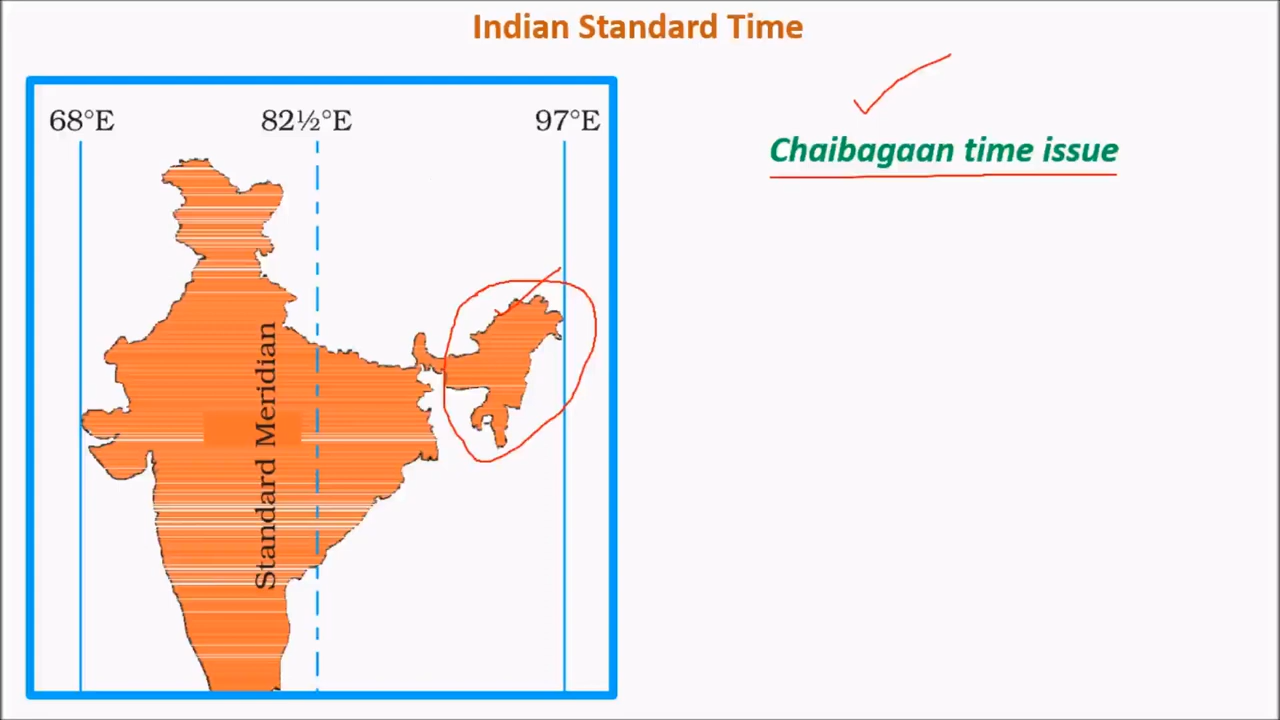 Indian Standard Time
68°E
82½°E
97°E
Chaibagaan time issue
Standard Meridian